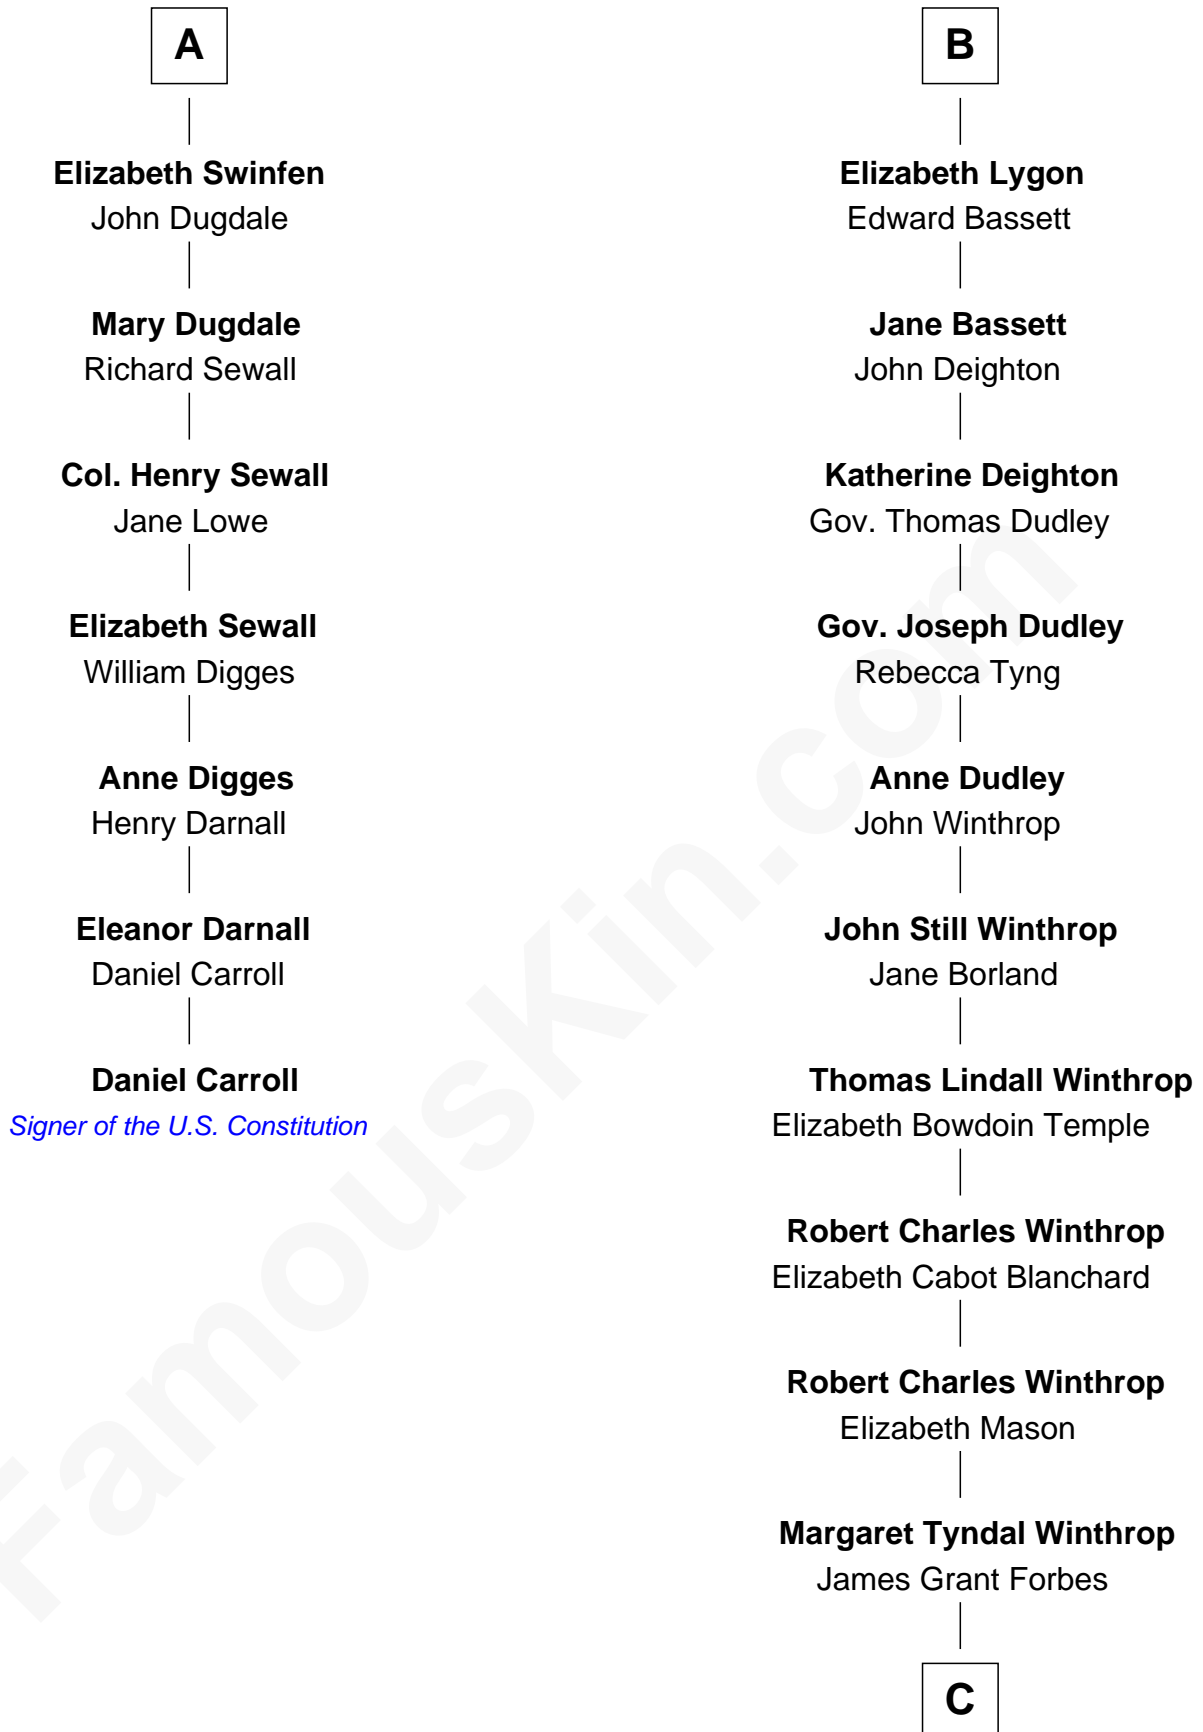 A
Elizabeth Swinfen
John Dugdale
Mary Dugdale
Richard Sewall
Col. Henry Sewall
Jane Lowe
Elizabeth Sewall
William Digges
Anne Digges
Henry Darnall
Eleanor Darnall
Daniel Carroll
Daniel Carroll
Signer of the U.S. Constitution
B
Elizabeth Lygon
Edward Bassett
Jane Bassett
John Deighton
Katherine Deighton
Gov. Thomas Dudley
Gov. Joseph Dudley
Rebecca Tyng
Anne Dudley
John Winthrop
John Still Winthrop
Jane Borland
Thomas Lindall Winthrop
Elizabeth Bowdoin Temple
Robert Charles Winthrop
Elizabeth Cabot Blanchard
Robert Charles Winthrop
Elizabeth Mason
Margaret Tyndal Winthrop
James Grant Forbes
C
FamousKin.com